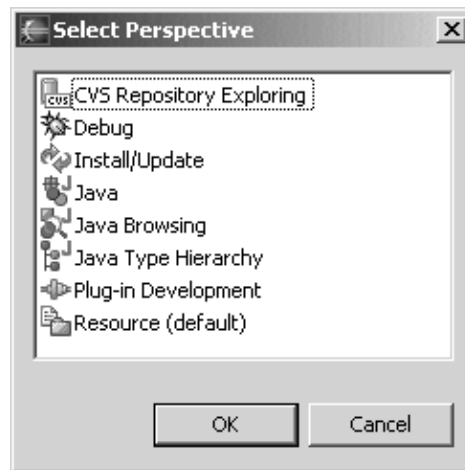 Select Perspective
CVS CVS Repository Exploring
Debug
Install/Update
Java
Java Browsing
Java Type Hierarchy
Plug-in Development
Resource (default)
OK Cancel